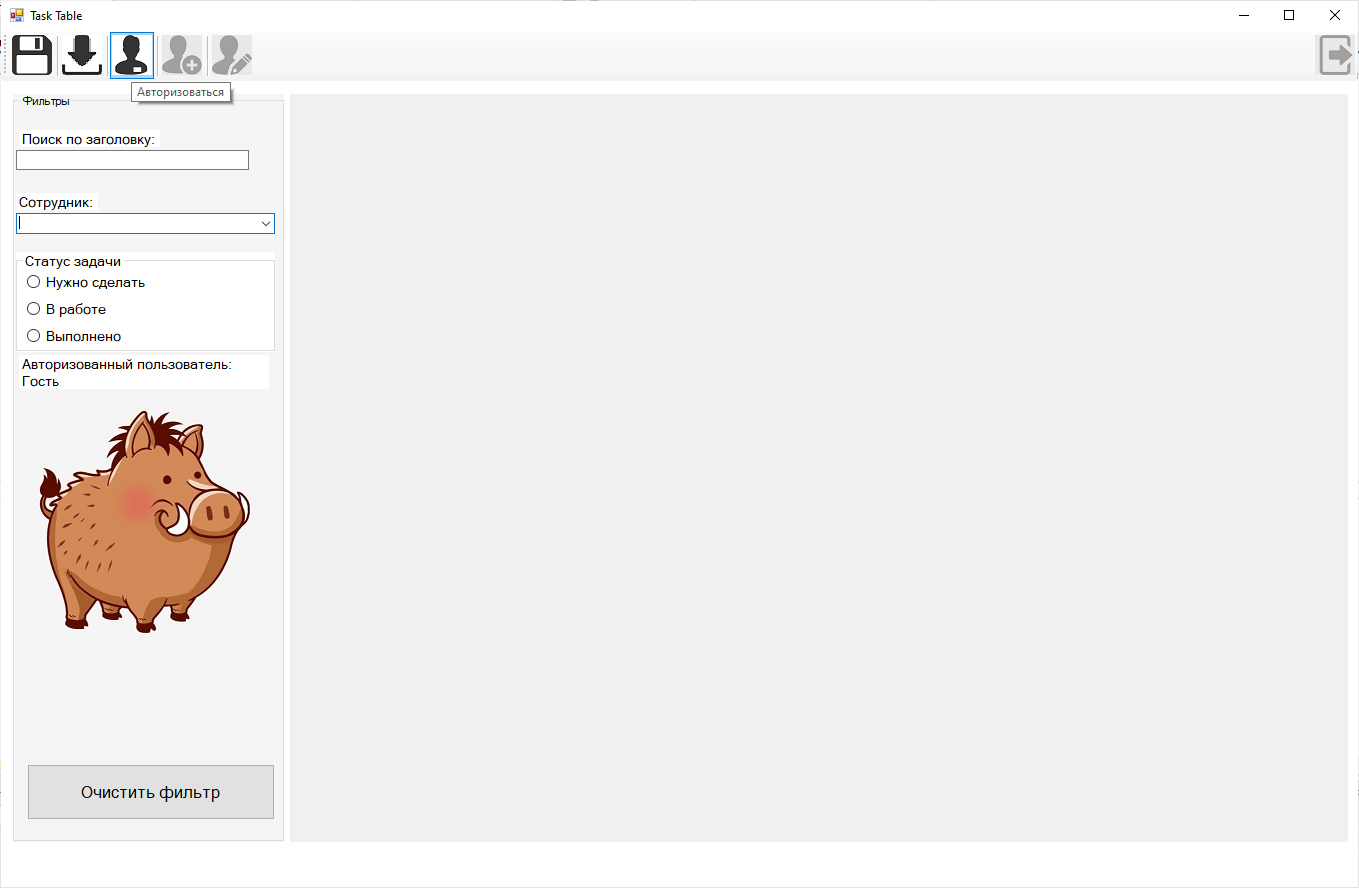 Task Table
Авторизоваться
Фильтры
Поиск по заголовку:
Сотрудник:
Статус задачи
Нужно сделать
В работе
Выполнено
Авторизованный пользователь:
Гость
Очистить фильтр